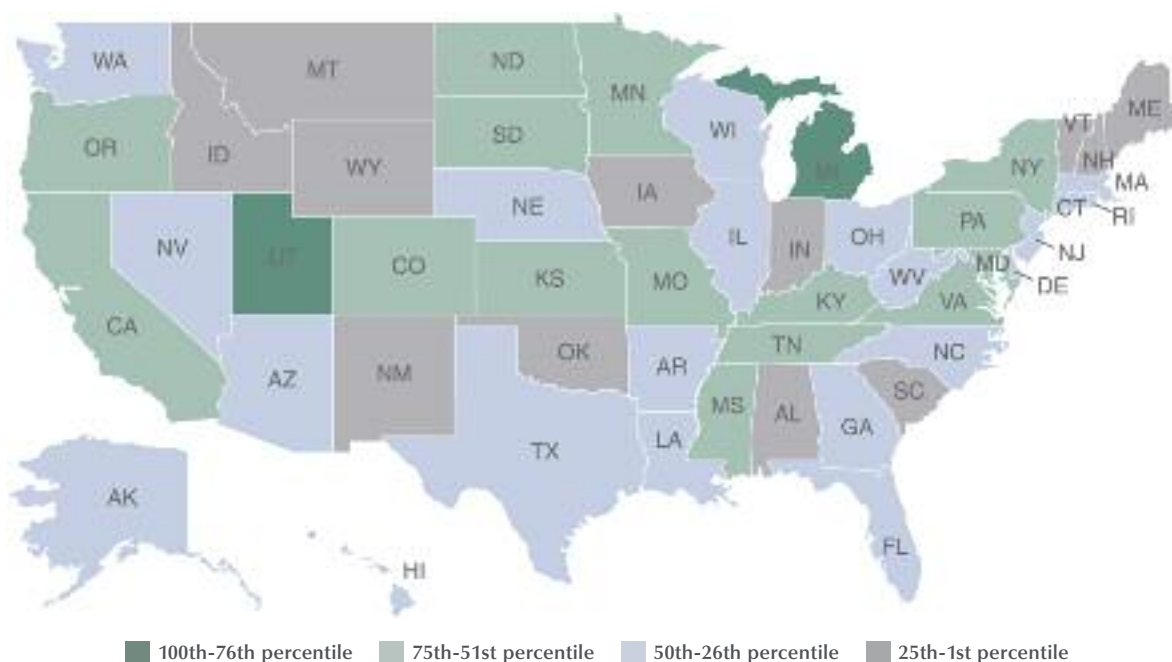 WA
MT
ND
MN
ME
VT
NH
OR
ID
SD
WI
NY
MA
WY
MI
CT
RI
IA
NE
PA
NJ
NV
UT
CO
IL
IN
OH
MD
DE
KS
MO
WV
VA
KY
CA
TN
NC
AZ
NM
OK
AR
SC
MS
AL
GA
LA
TX
AK
FL
HI
100th-76th percentile
75th-51st percentile
50th-26th percentile
25th-1st percentile